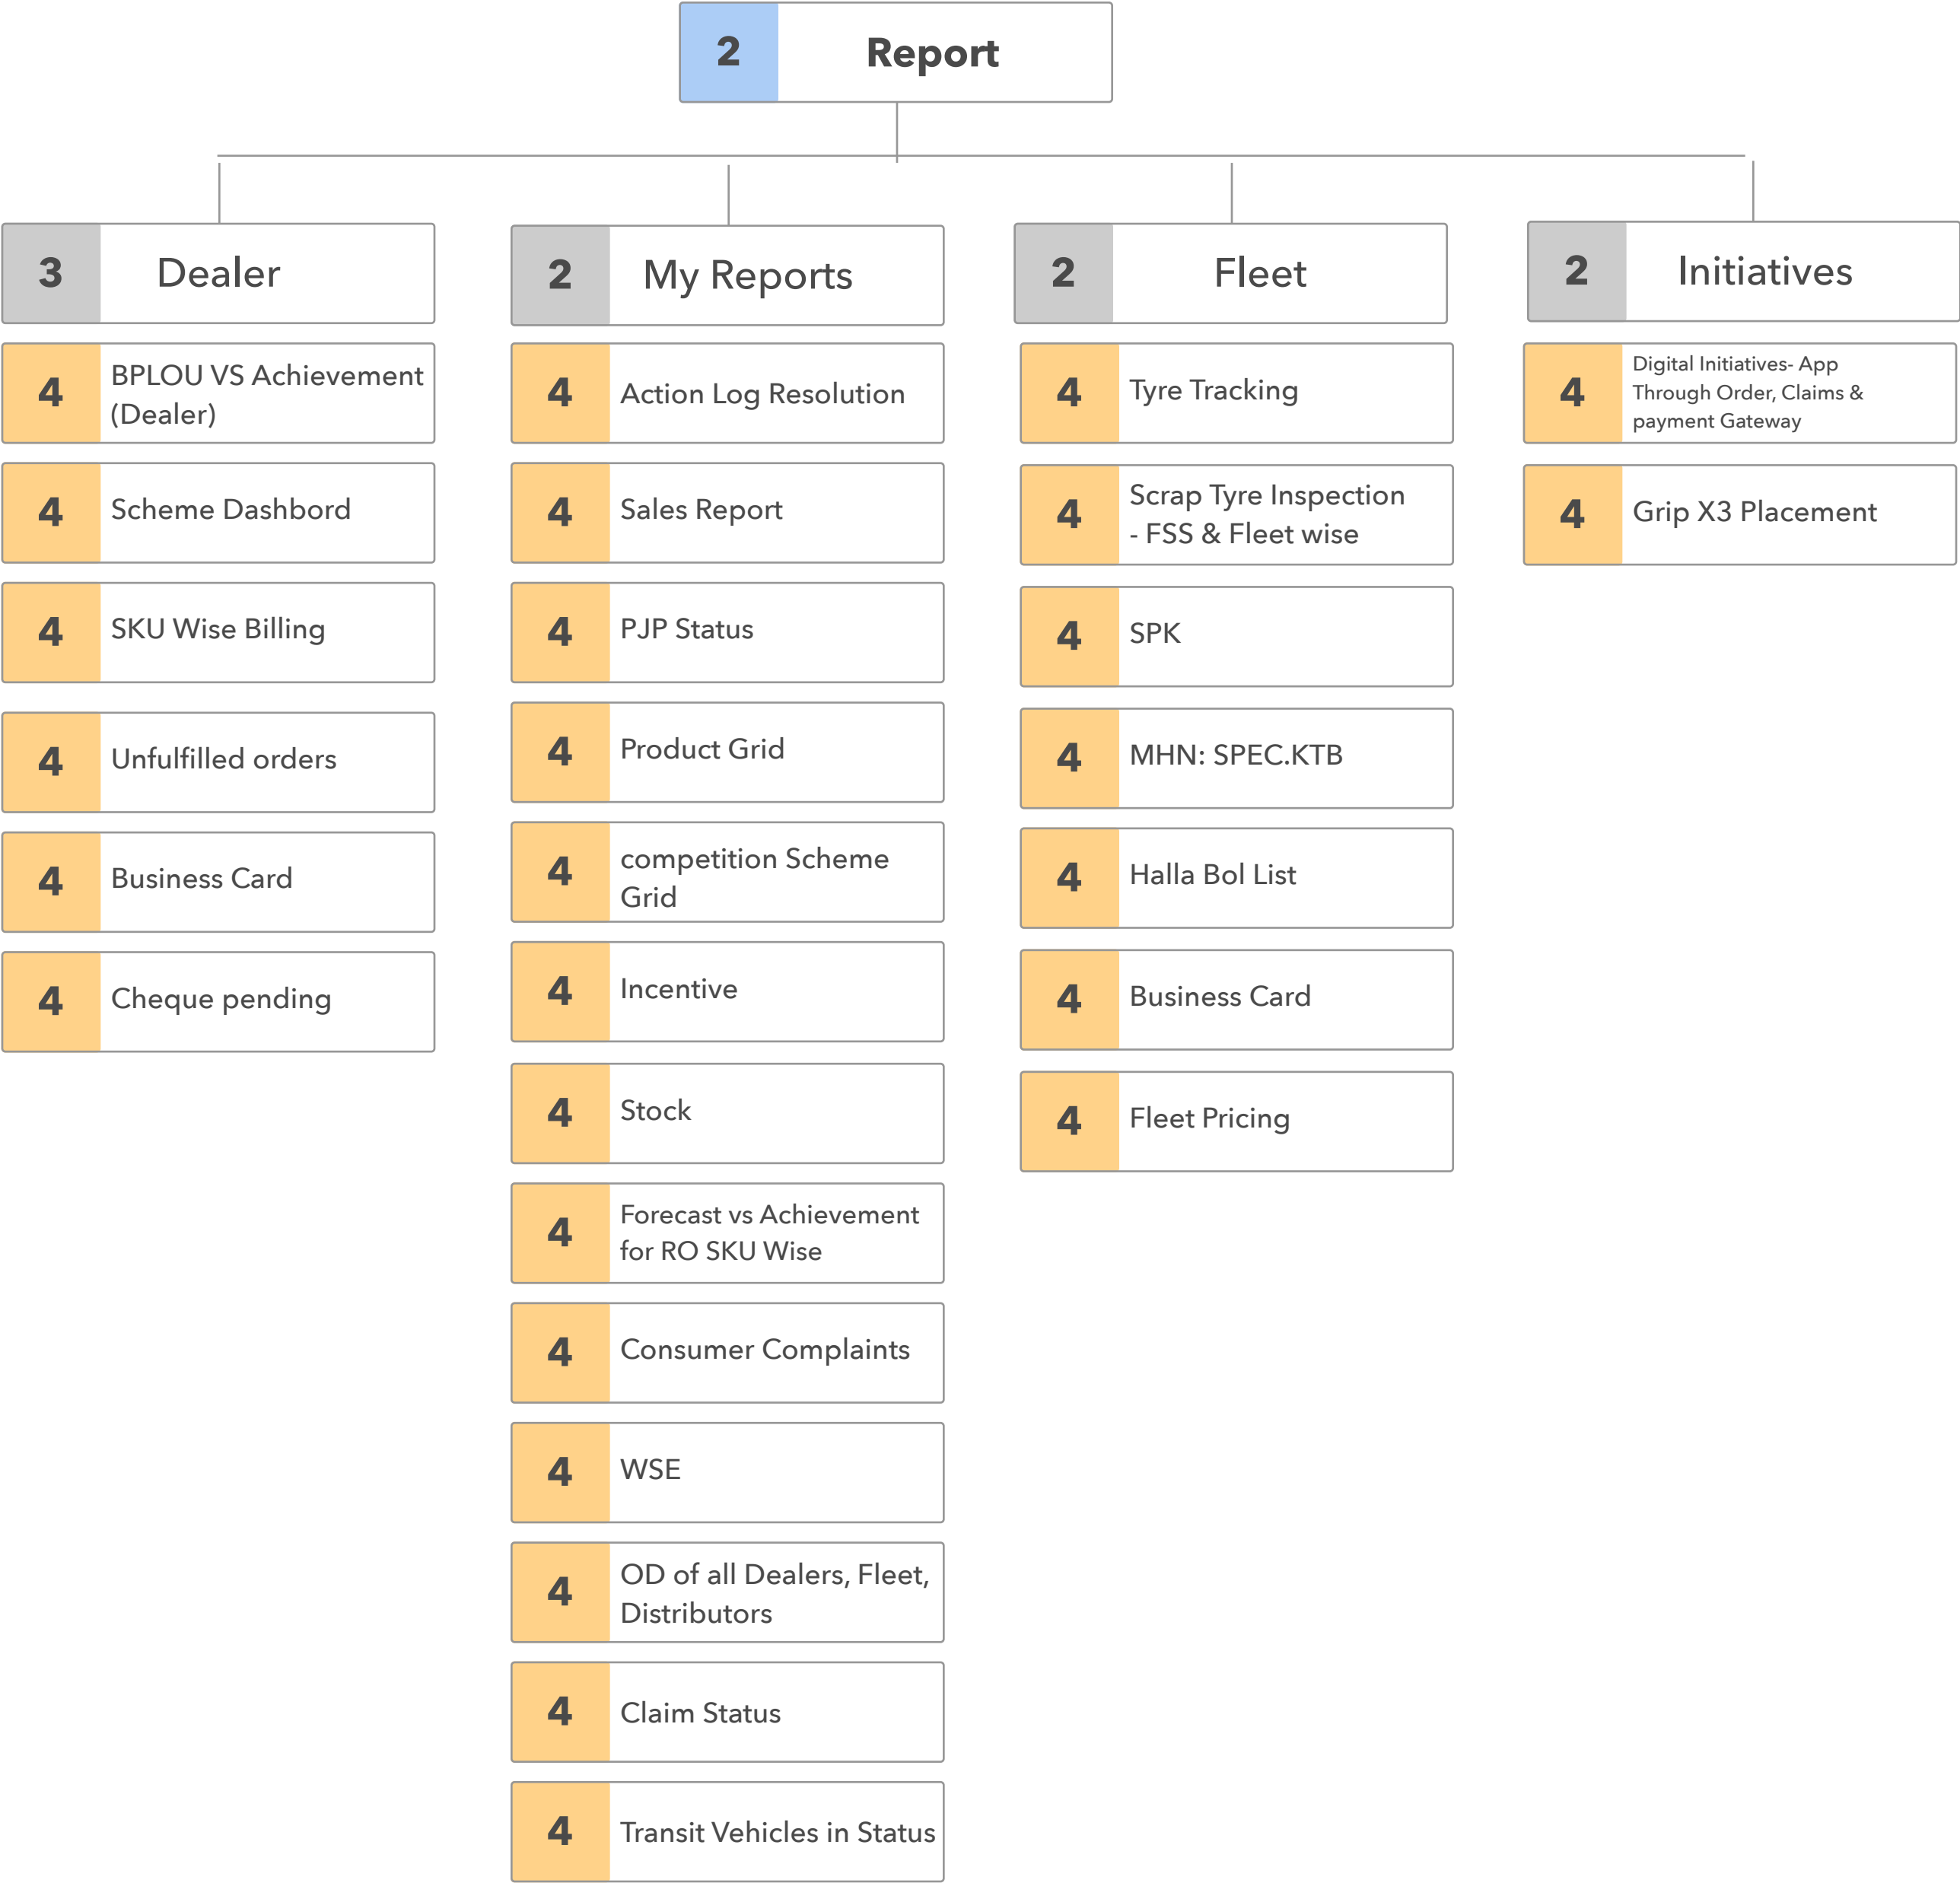 2
Report
3
Dealer
4
BPLOU VS Achievement
(Dealer)
4
Scheme Dashbord
4
SKU Wise Billing
4
Unfulfilled orders
4
Business Card
4
Cheque pending
2
My Reports
4
Action Log Resolution
4
Sales Report
4
PJP Status
4
Product Grid
4
competition Scheme
Grid
4
Incentive
4
Stock
4
Forecast vs Achievement
for RO SKU Wise
4
Consumer Complaints
4
WSE
4
OD of all Dealers, Fleet,
Distributors
4
Claim Status
4
Transit Vehicles in Status
2
Fleet
4
Tyre Tracking
4
Scrap Tyre Inspection
- FSS & Fleet wise
4
SPK
4
MHN: SPEC.KTB
4
Halla Bol List
4
Business Card
4
Fleet Pricing
2
Initiatives
4
Digital Initiatives- App
Through Order, Claims &
payment Gateway
4
Grip X3 Placement